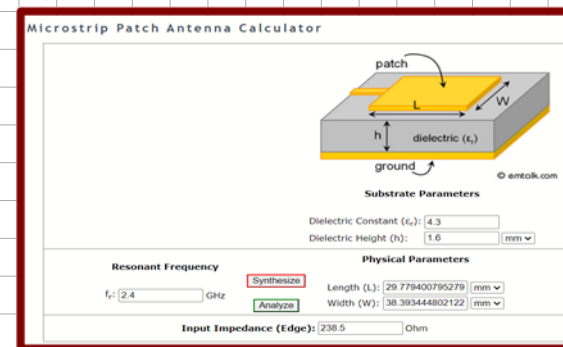 Microstrip Patch Antenna Calculator
patch
L
W
h
dielectric (εr)
ground
© emtalk.com
Substrate Parameters
Dielectric Constant (εr): 4.3
Dielectric Height (h): 1.6 mm
Resonant Frequency
Physical Parameters
Synthesize
Length (L): 29.779400795279 mm
fr: 2.4 GHz
Analyze
Width (W): 38.393444802122 mm
Input Impedance (Edge): 238.5 Ohm